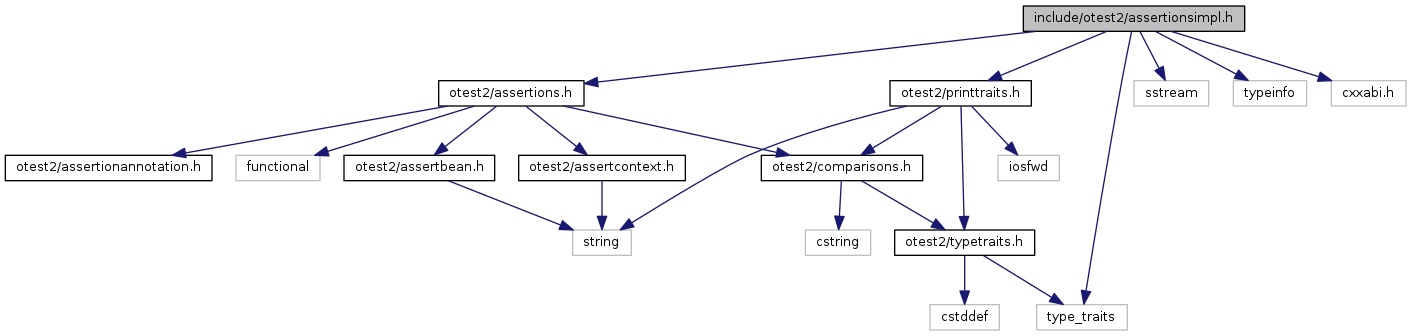 include/otest2/assertionsimpl.h
otest2/assertions.h
otest2/printtraits.h
sstream
typeinfo
cxxabi.h
otest2/assertionannotation.h
functional
otest2/assertbean.h
otest2/assertcontext.h
otest2/comparisons.h
iosfwd
string
cstring
otest2/typetraits.h
cstddef
type_traits